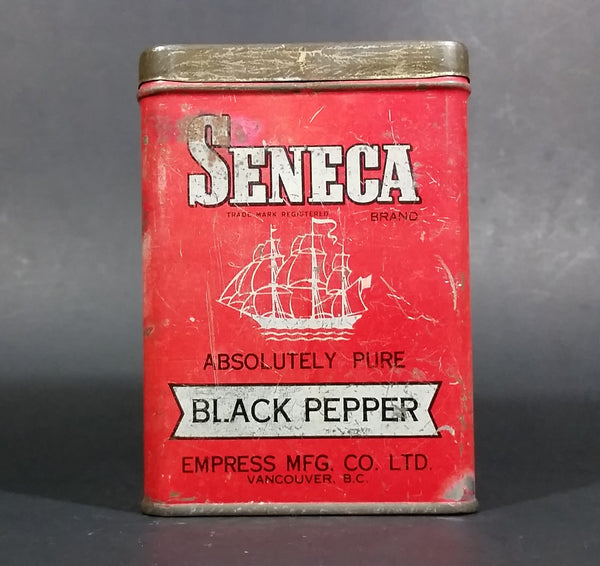 SENECA
TRADE MARK REGISTERED BRAND
ABSOLUTELY PURE
BLACK PEPPER
EMPRESS MFG. CO. LTD.
VANCOUVER, B.C.